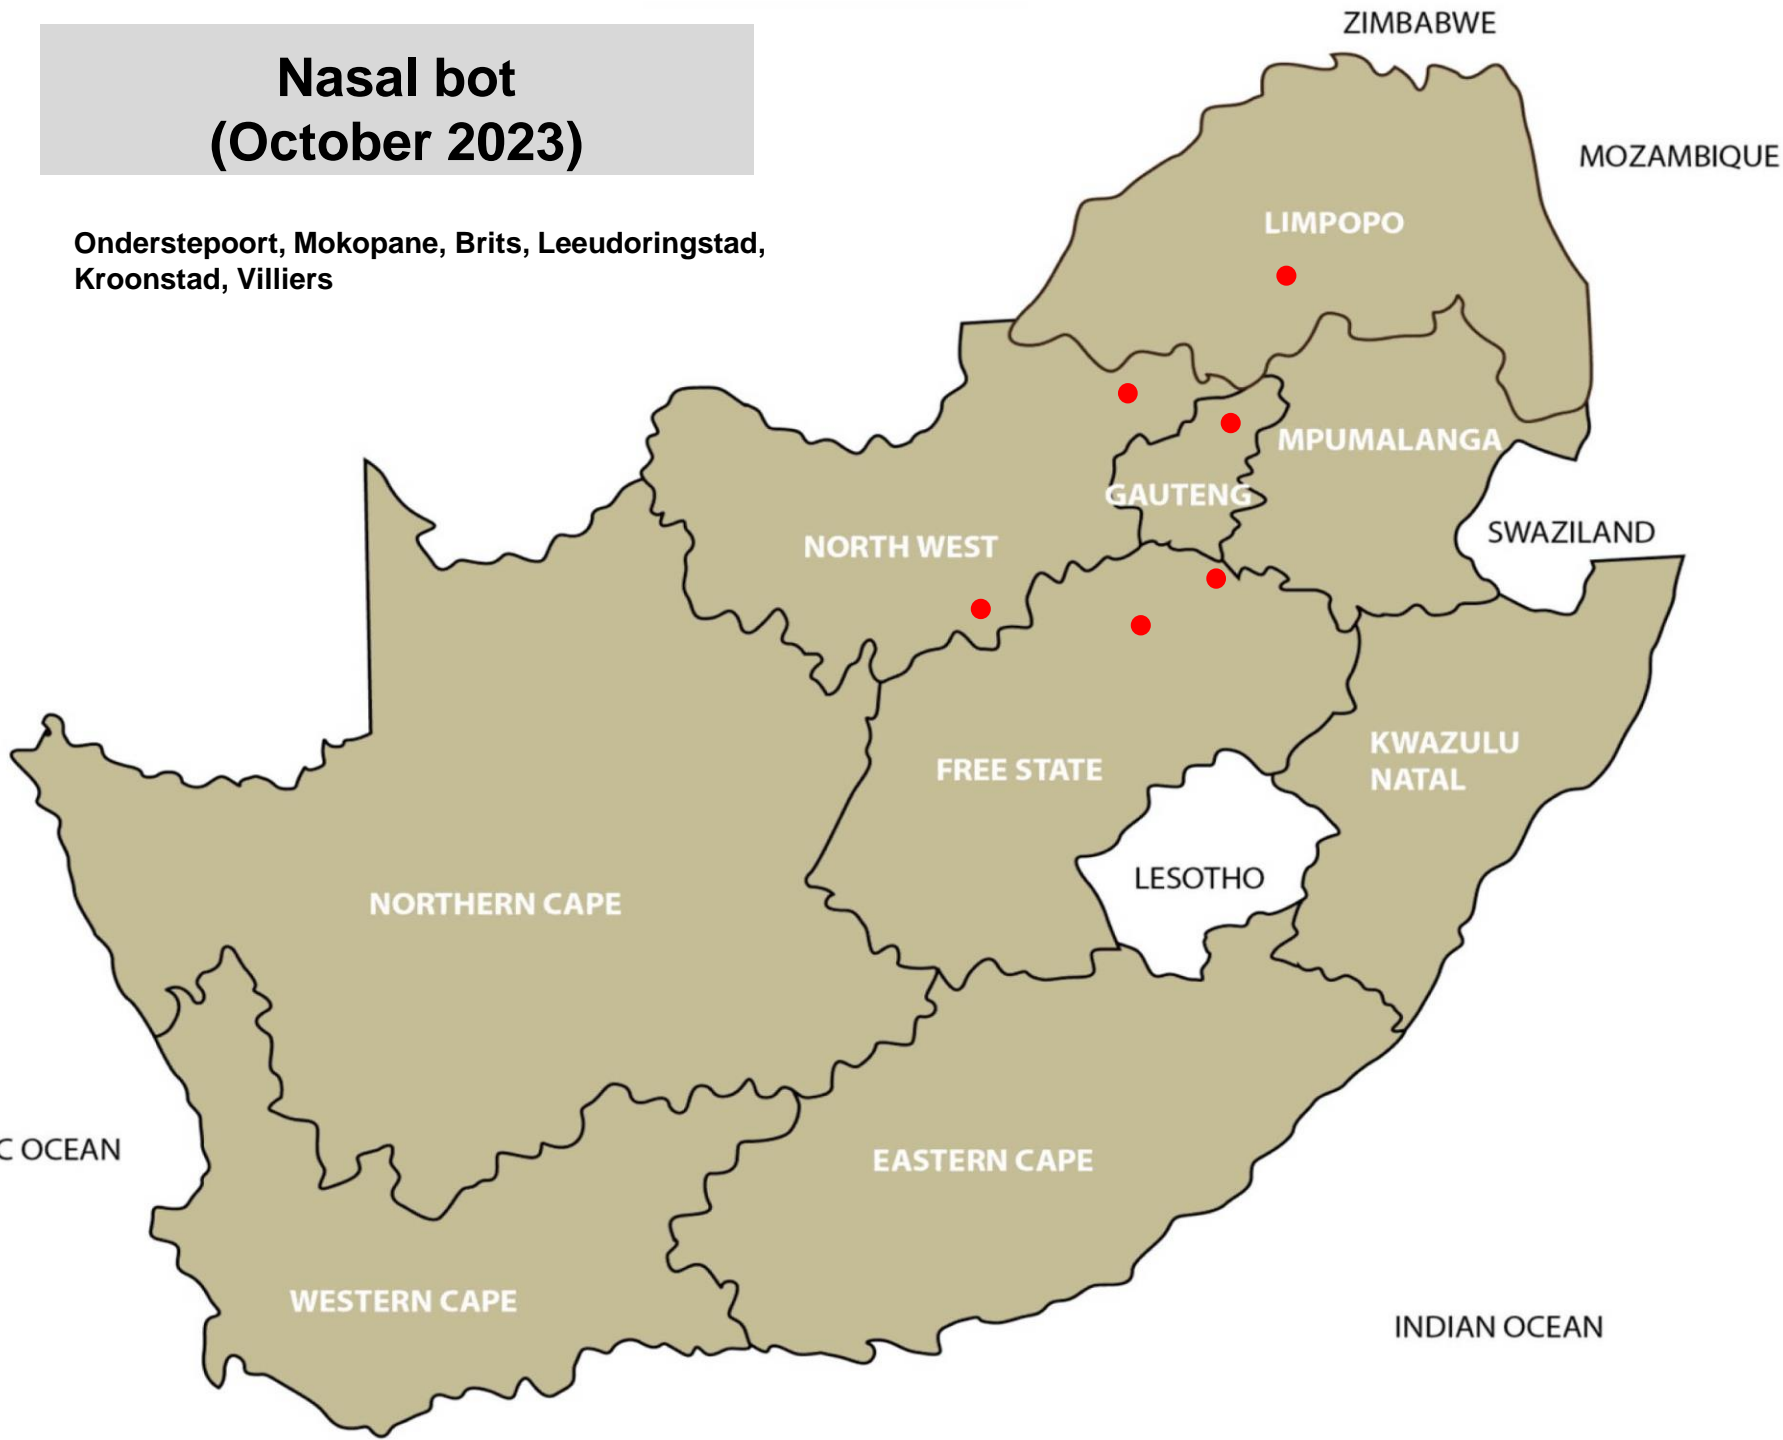 Nasal bot
(October 2023)
Onderstepoort, Mokopane, Brits, Leeudoringstad,
Kroonstad, Villiers
ZIMBABWE
MOZAMBIQUE
LIMPOPO
MPUMALANGA
GAUTENG
SWAZILAND
NORTH WEST
KWAZULU
NATAL
FREE STATE
LESOTHO
NORTHERN CAPE
C OCEAN
EASTERN CAPE
WESTERN CAPE
INDIAN OCEAN